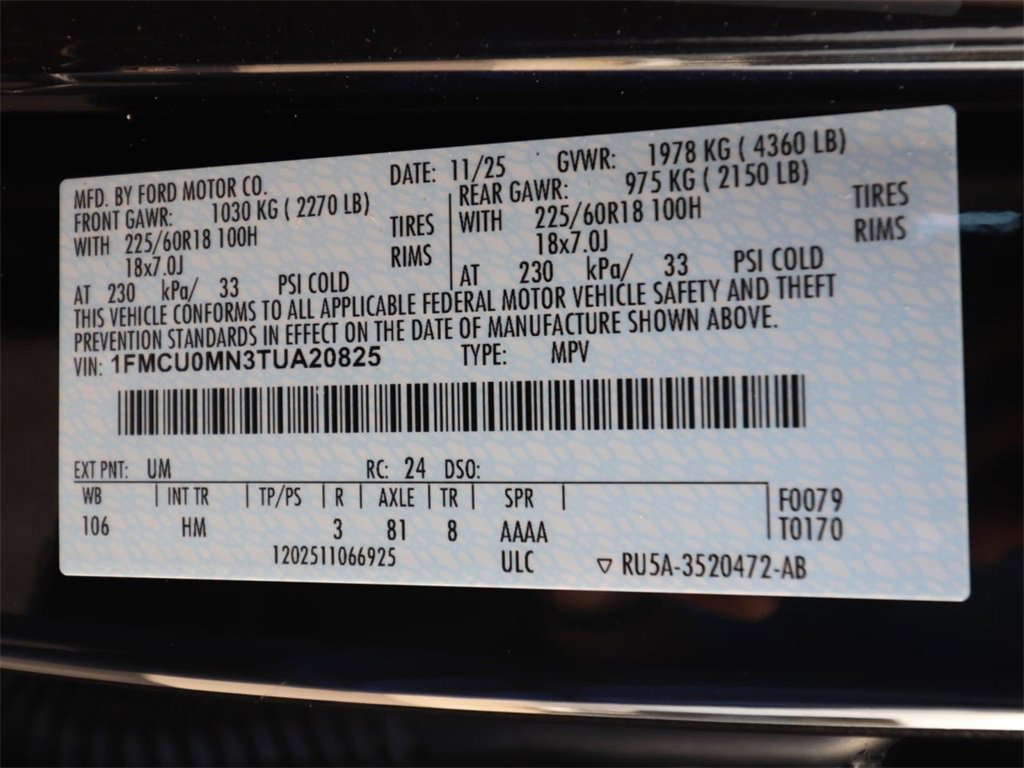 MFD. BY FORD MOTOR CO. DATE: 11/25 GVWR: 1978 KG ( 4360 LB)
FRONT GAWR: 1030 KG ( 2270 LB) REAR GAWR: 975 KG ( 2150 LB)
WITH 225/60R18 100H TIRES WITH 225/60R18 100H TIRES
18x7.0J RIMS 18x7.0J RIMS
AT 230 kPa/ 33 PSI COLD AT 230 kPa/ 33 PSI COLD
THIS VEHICLE CONFORMS TO ALL APPLICABLE FEDERAL MOTOR VEHICLE SAFETY AND THEFT
PREVENTION STANDARDS IN EFFECT ON THE DATE OF MANUFACTURE SHOWN ABOVE.
VIN: 1FMCU0MN3TUA20825 TYPE: MPV
EXT PNT: UM RC: 24 DSO:
WB INT TR TP/PS R AXLE TR SPR F0079
106 HM 3 81 8 AAAA T0170
1202511066925 ULC ▽ RU5A-3520472-AB